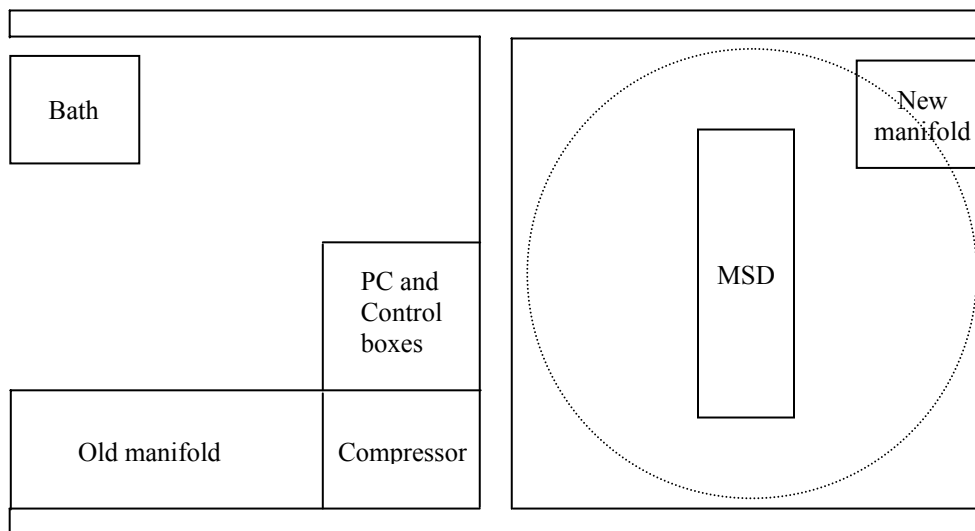 Bath
New
manifold
PC and
Control
boxes
MSD
Old manifold
Compressor